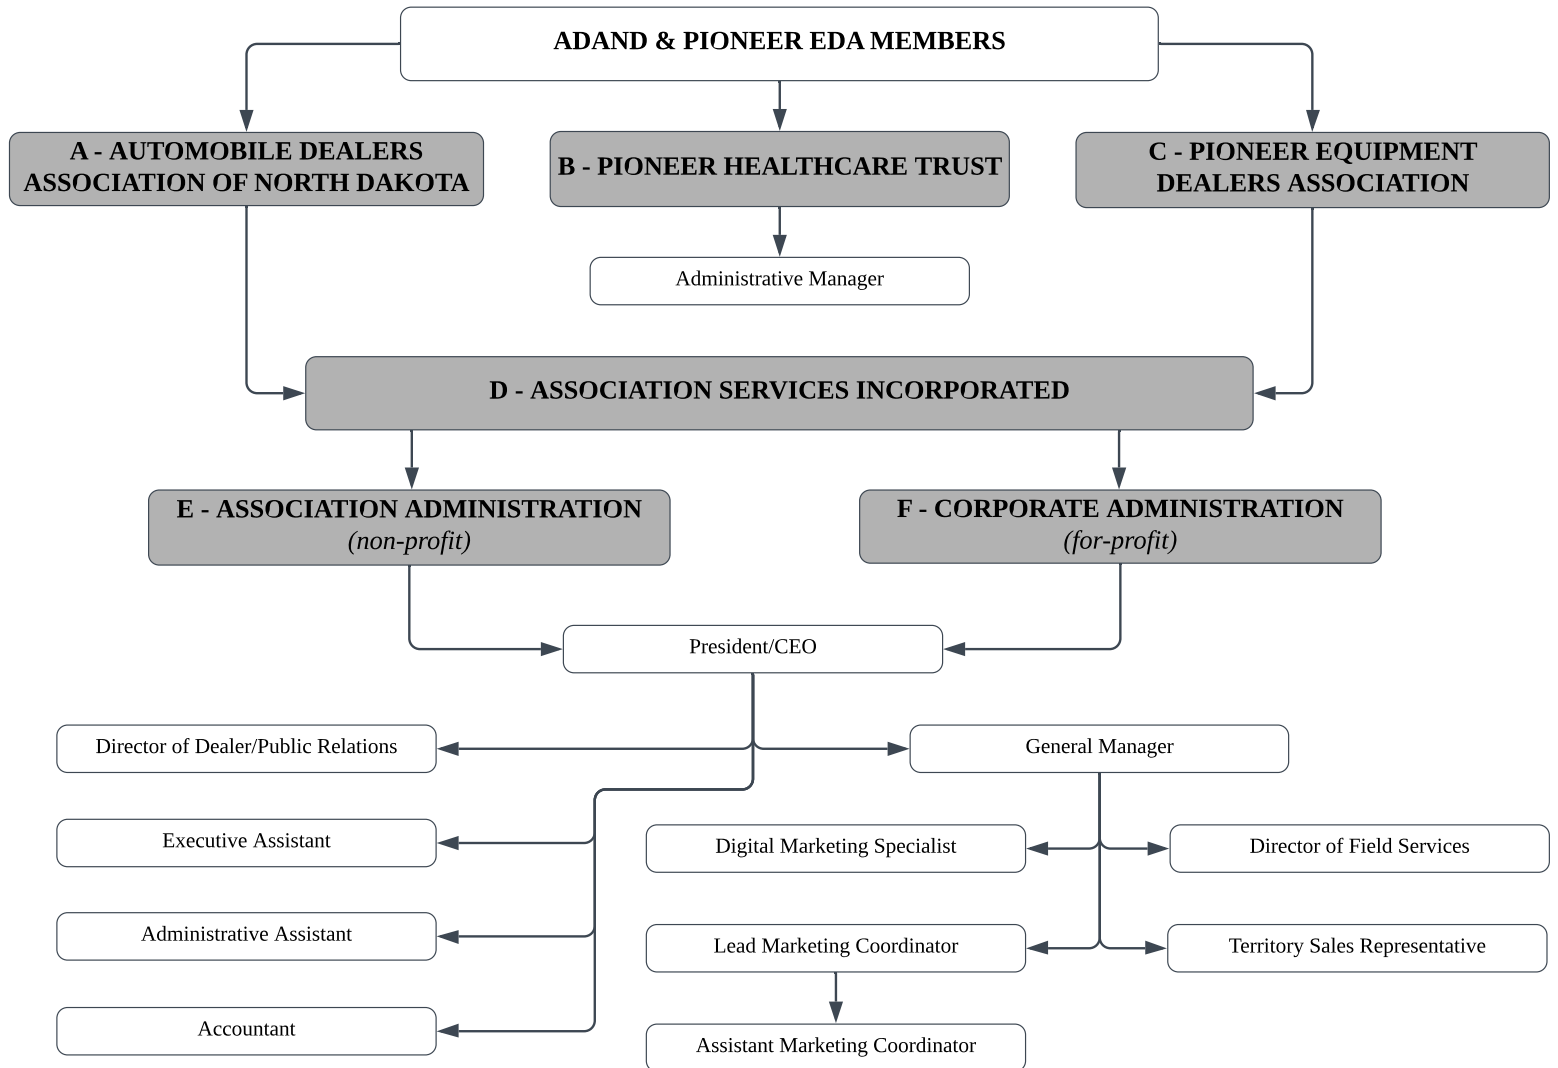 ADAND & PIONEER EDA MEMBERS
A - AUTOMOBILE DEALERS
ASSOCIATION OF NORTH DAKOTA
B - PIONEER HEALTHCARE TRUST
C - PIONEER EQUIPMENT
DEALERS ASSOCIATION
Administrative Manager
D - ASSOCIATION SERVICES INCORPORATED
E - ASSOCIATION ADMINISTRATION
(non-profit)
F - CORPORATE ADMINISTRATION
(for-profit)
President/CEO
Director of Dealer/Public Relations
General Manager
Executive Assistant
Digital Marketing Specialist
Director of Field Services
Administrative Assistant
Lead Marketing Coordinator
Territory Sales Representative
Accountant
Assistant Marketing Coordinator